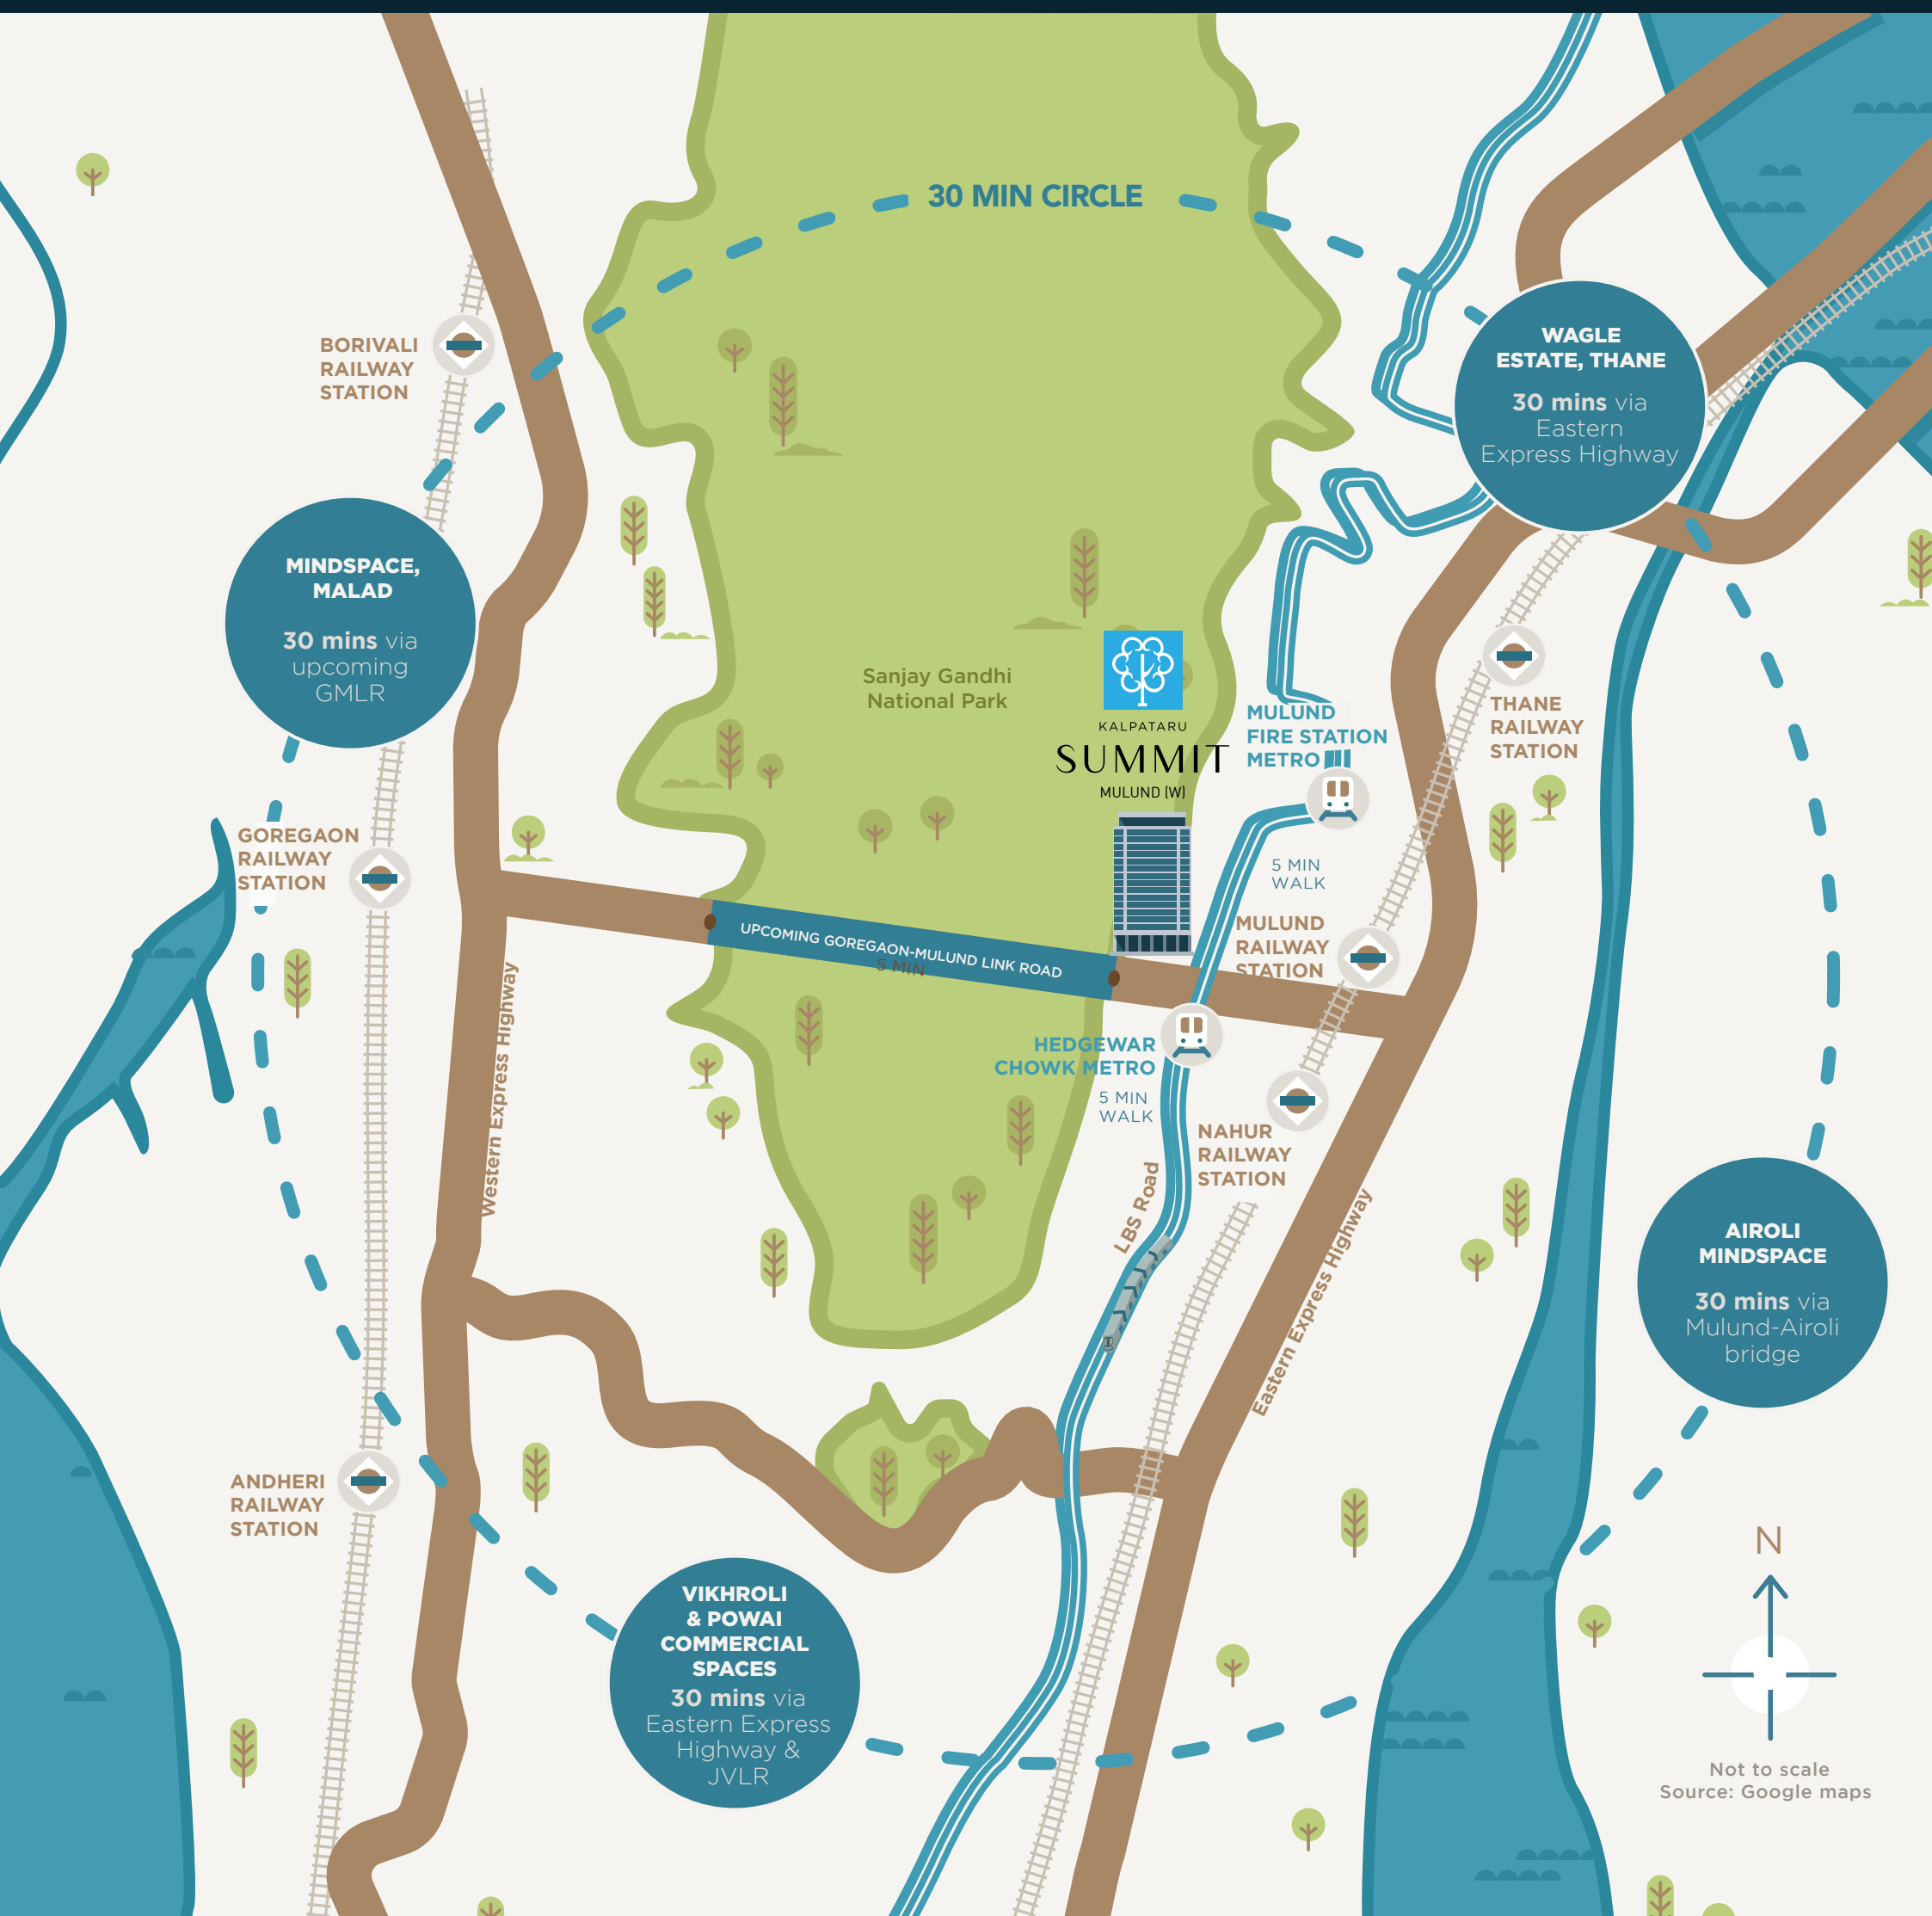 30 MIN CIRCLE
WAGLE
ESTATE, THANE
30 mins via
Eastern
Express Highway
BORIVALI
RAILWAY
STATION
MINDSPACE,
MALAD
30 mins via
upcoming
GMLR
Sanjay Gandhi
National Park
KALPATARU
SUMMIT
MULUND (W)
MULUND
FIRE STATION
METRO
THANE
RAILWAY
STATION
GOREGAON
RAILWAY
STATION
5 MIN
WALK
MULUND
RAILWAY
STATION
UPCOMING GOREGAON-MULUND LINK ROAD
5 MIN
HEDGEWAR
CHOWK METRO
5 MIN
WALK
NAHUR
RAILWAY
STATION
Western Express Highway
LBS Road
Eastern Express Highway
AIROLI
MINDSPACE
30 mins via
Mulund-Airoli
bridge
ANDHERI
RAILWAY
STATION
VIKHROLI
& POWAI
COMMERCIAL
SPACES
30 mins via
Eastern Express
Highway &
JVLR
N
Not to scale
Source: Google maps